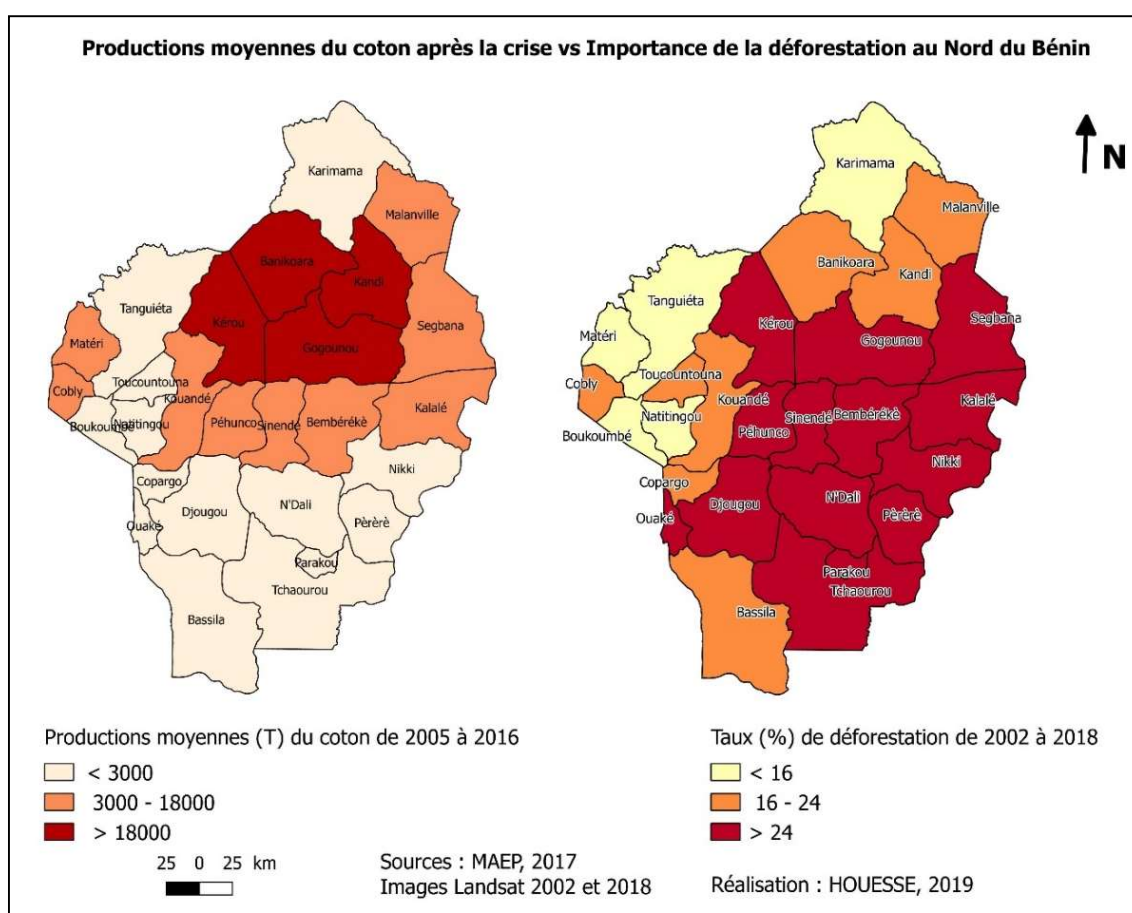 Productions moyennes du coton après la crise vs Importance de la déforestation au Nord du Bénin
N
Karimama
Malanville
Banikoara
Kandi
Tanguiéta
Kérou
Segbana
Matéri
Gogounou
Toucountouna
Cobly
Kouandé
Kalalé
Boukoumbé
Natitingou
Péhunco
Sinendé
Bembérékè
Nikki
Copargo
Djougou
N'Dali
Ouaké
Pèrèrè
Parakou
Tchaourou
Bassila
Karimama
Malanville
Banikoara
Kandi
Tanguiéta
Kérou
Segbana
Matéri
Gogounou
Cobly
Toucountouna
Kouandé
Kalalé
Natitingou
Sinendé
Bembérékè
Boukoumbé
Péhunco
Nikki
Copargo
N'Dali
Djougou
Ouaké
Pèrèrè
Parakou
Tchaourou
Bassila
Productions moyennes (T) du coton de 2005 à 2016
< 3000
3000 - 18000
> 18000
25 0 25 km
Sources : MAEP, 2017
Images Landsat 2002 et 2018
Taux (%) de déforestation de 2002 à 2018
< 16
16 - 24
> 24
Réalisation : HOUESSE, 2019